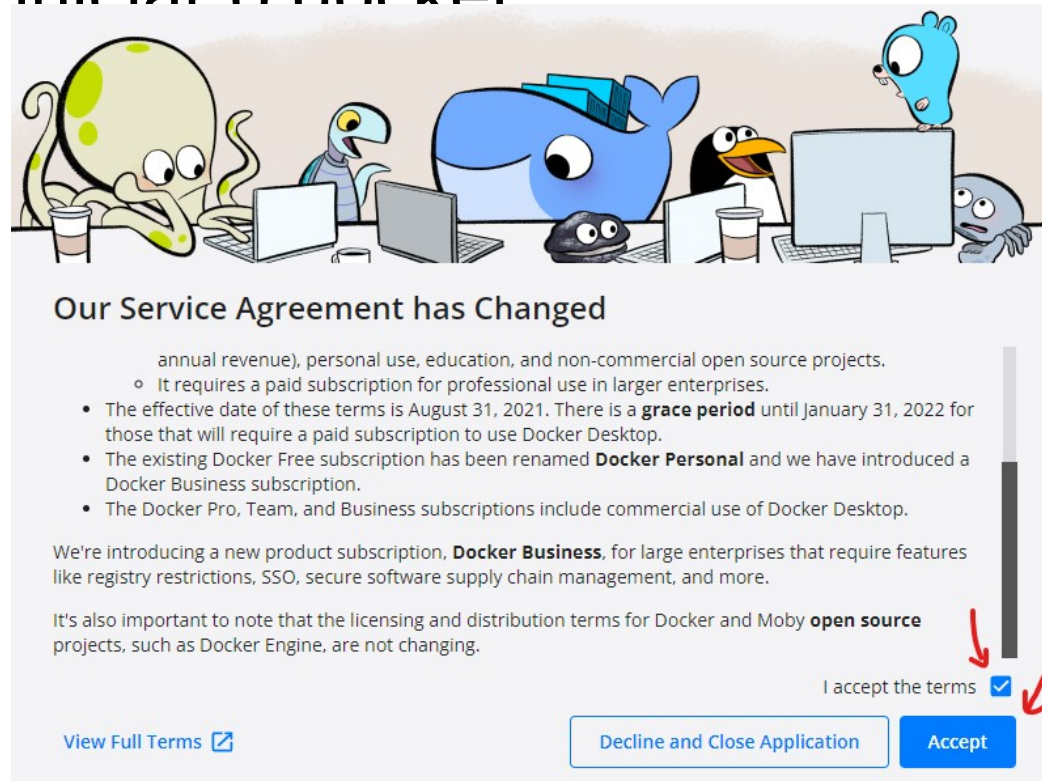 Our Service Agreement has Changed
annual revenue), personal use, education, and non-commercial open source projects.
○ It requires a paid subscription for professional use in larger enterprises.
• The effective date of these terms is August 31, 2021. There is a grace period until January 31, 2022 for
those that will require a paid subscription to use Docker Desktop.
• The existing Docker Free subscription has been renamed Docker Personal and we have introduced a
Docker Business subscription.
• The Docker Pro, Team, and Business subscriptions include commercial use of Docker Desktop.
We're introducing a new product subscription, Docker Business, for large enterprises that require features
like registry restrictions, SSO, secure software supply chain management, and more.
It's also important to note that the licensing and distribution terms for Docker and Moby open source
projects, such as Docker Engine, are not changing.
I accept the terms
View Full Terms
Decline and Close Application
Accept